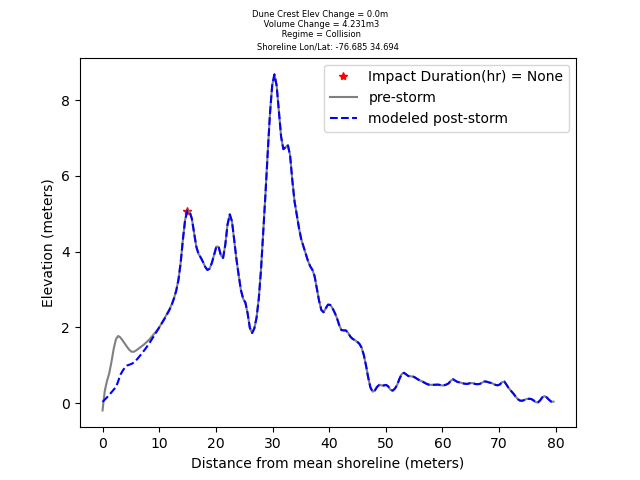 Dune Crest Elev Change = 0.0m
Volume Change = 4.231m3
Regime = Collision
Shoreline Lon/Lat: -76.685 34.694
Impact Duration(hr) = None
pre-storm
modeled post-storm
Elevation (meters)
8
6
4
2
0
0 10 20 30 40 50 60 70 80
Distance from mean shoreline (meters)